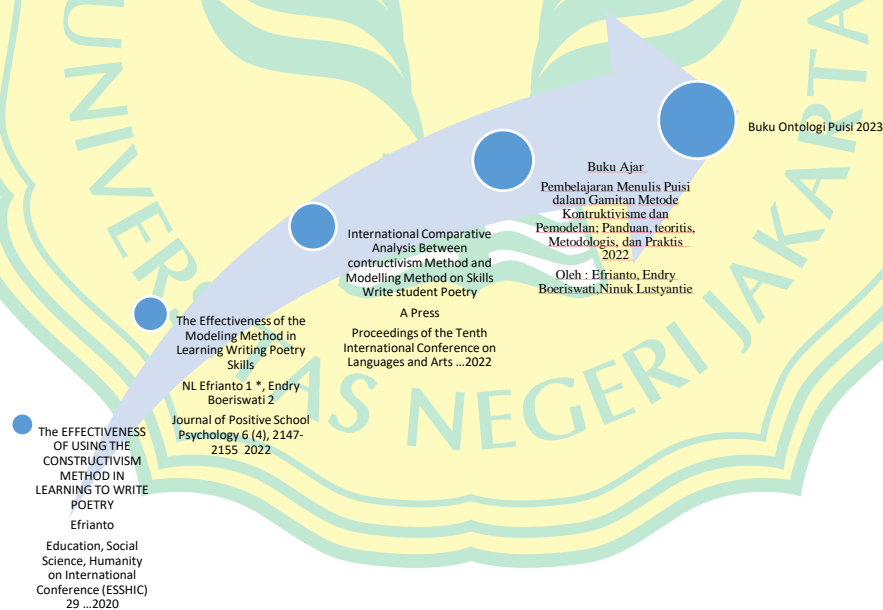 The EFFECTIVENESS
OF USING THE
CONSTRUCTIVISM
METHOD IN
LEARNING TO WRITE
POETRY
Efrianto
Education, Social
Science, Humanity
on International
Conference (ESSHIC)
29 ...2020
The Effectiveness of the
Modeling Method in
Learning Writing Poetry
Skills
NL Efrianto 1 *, Endry
Boeriswati 2
Journal of Positive School
Psychology 6 (4), 2147-
2155 2022
International Comparative
Analysis Between
contructivism Method and
Modelling Method on Skills
Write student Poetry
A Press
Proceedings of the Tenth
International Conference on
Languages and Arts ...2022
Buku Ajar
Pembelajaran Menulis Puisi
dalam Gamitan Metode
Kontruktivisme dan
Pemodelan; Panduan, teoritis,
Metodologis, dan Praktis
2022
Oleh : Efrianto, Endry
Boeriswati,Ninuk Lustyantie
Buku Ontologi Puisi 2023
UNIVERSITAS NEGERI JAKARTA